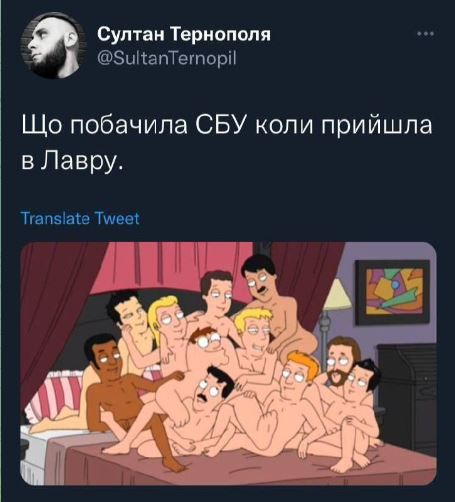 Султан Тернополя
@SultanTernopil
Що побачила СБУ коли прийшла
в Лавру.
Translate Tweet